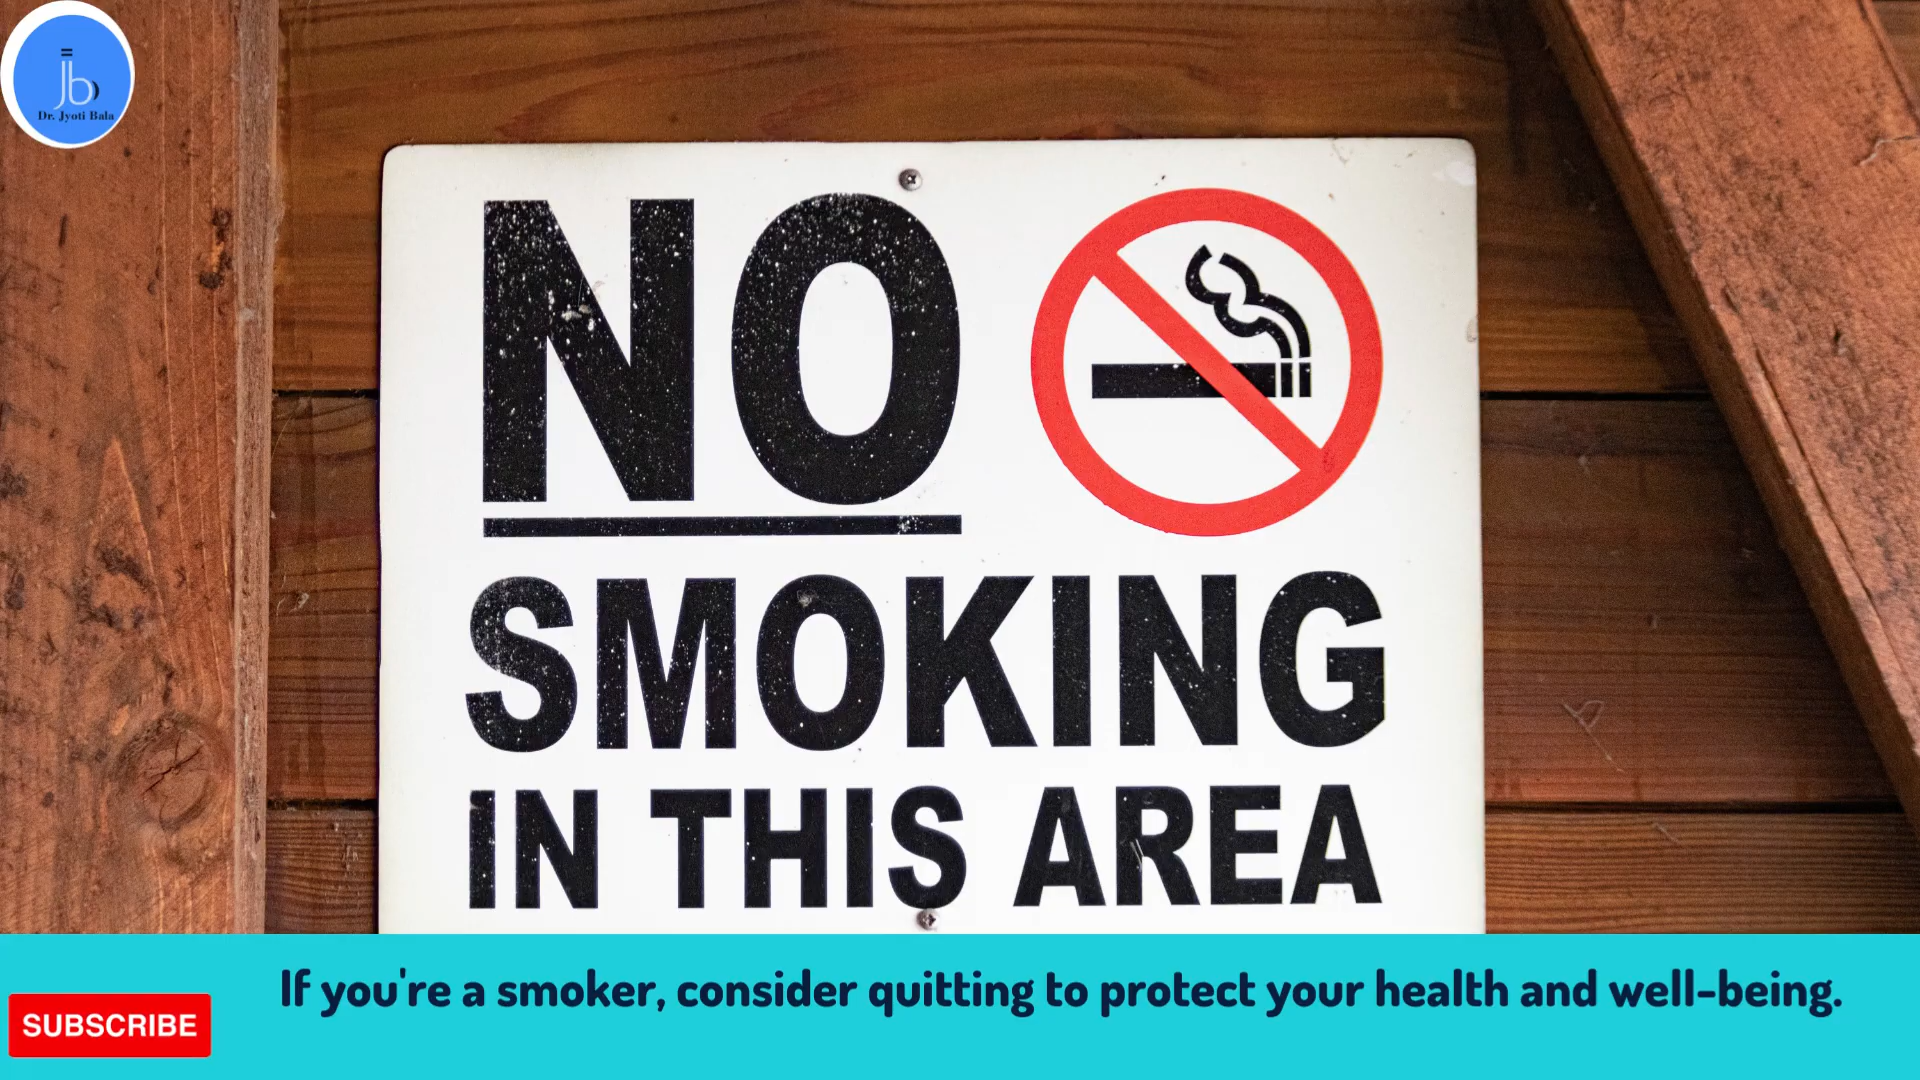 jb
Dr. Jyoti Bala
NO
SMOKING
IN THIS AREA
If you're a smoker, consider quitting to protect your health and well-being.
SUBSCRIBE